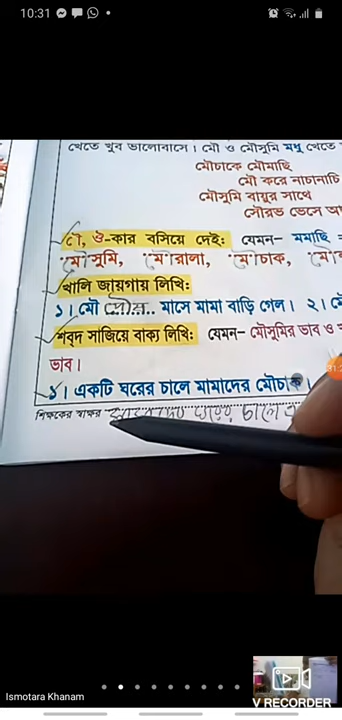 10:31
খেতে খুব ভালোবাসে। মৌ ও মৌসুমি মধু খেতে
মৌচাকে মৌমাছি
মৌ করে নাচানাচি
মৌসুমি বায়ুর সাথে
সৌরভ ভেসে
ৌ, ঔ-কার বসিয়ে দেই: যেমন– মমাছি
মৌসুমি, মৌরালা, মৌচাক,
খালি জায়গায় লিখি:
১। মৌ পৌষ.. মাসে মামা বাড়ি গেল। ২।
শব্দ সাজিয়ে বাক্য লিখি: যেমন– মৌসুমির ভাব ও
ভাব।
১। একটি ঘরের চালে মামাদের মৌচাক।
শিক্ষকের স্বাক্ষর মামাদের ঘরের চালে এ
Ismotara Khanam
V RECORDER